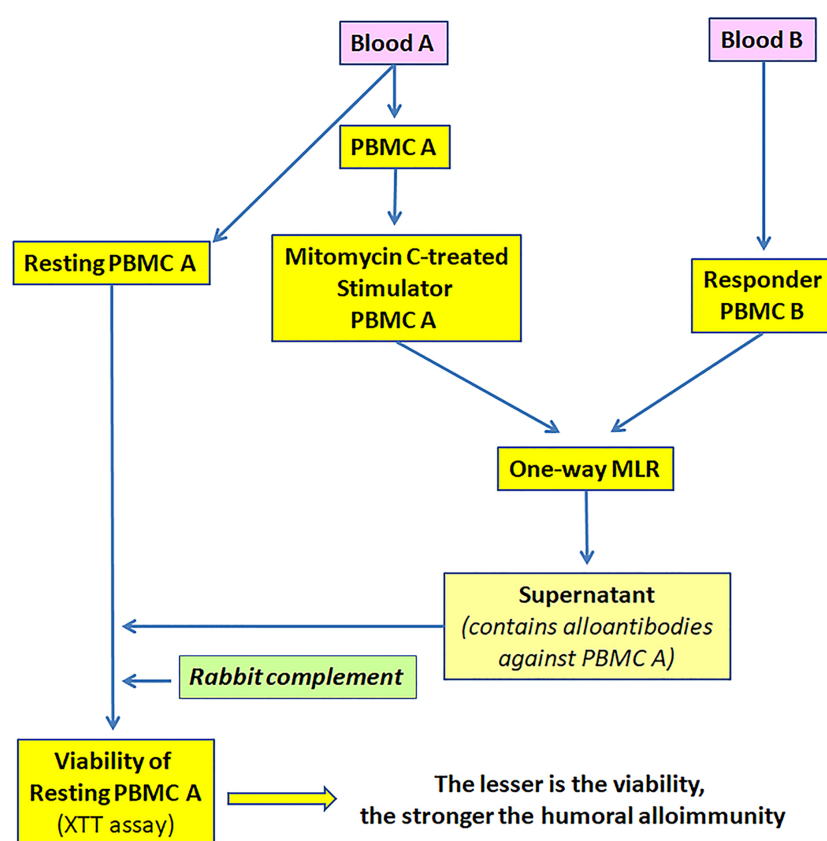 Blood A
Blood B
PBMC A
Resting PBMC A
Mitomycin C-treated
Stimulator
PBMC A
Responder
PBMC B
One-way MLR
Supernatant
(contains alloantibodies
against PBMC A)
Rabbit complement
Viability of
Resting PBMC A
(XTT assay)
The lesser is the viability,
the stronger the humoral alloimmunity